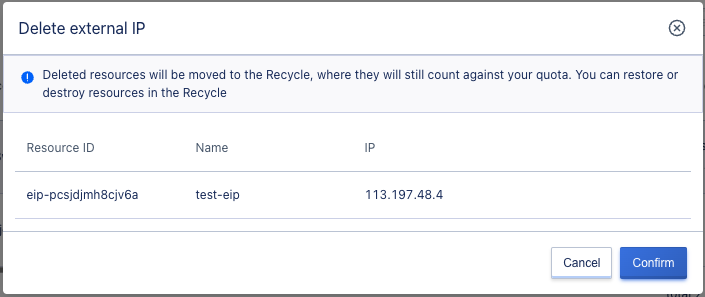 Delete external IP
Deleted resources will be moved to the Recycle, where they will still count against your quota. You can restore or
destroy resources in the Recycle
Resource ID Name IP
eip-pcsjdjmh8cjv6a test-eip 113.197.48.4
Cancel Confirm